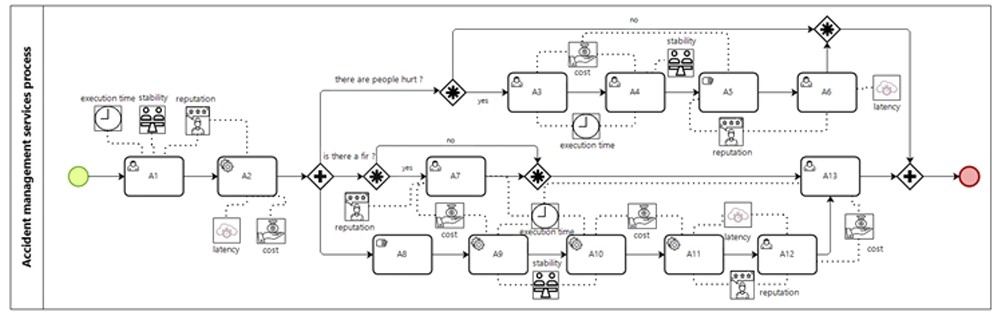 Accident management services process
no
stability
there are people hurt ?
A3
cost
A4
A5
A6
yes
latency
execution time
stability
reputation
execution time
reputation
no
is there a fir ?
A1
A2
yes
A7
A13
reputation
cost
execution time
cost
latency
latency
cost
cost
A8
A9
A10
A11
A12
stability
reputation